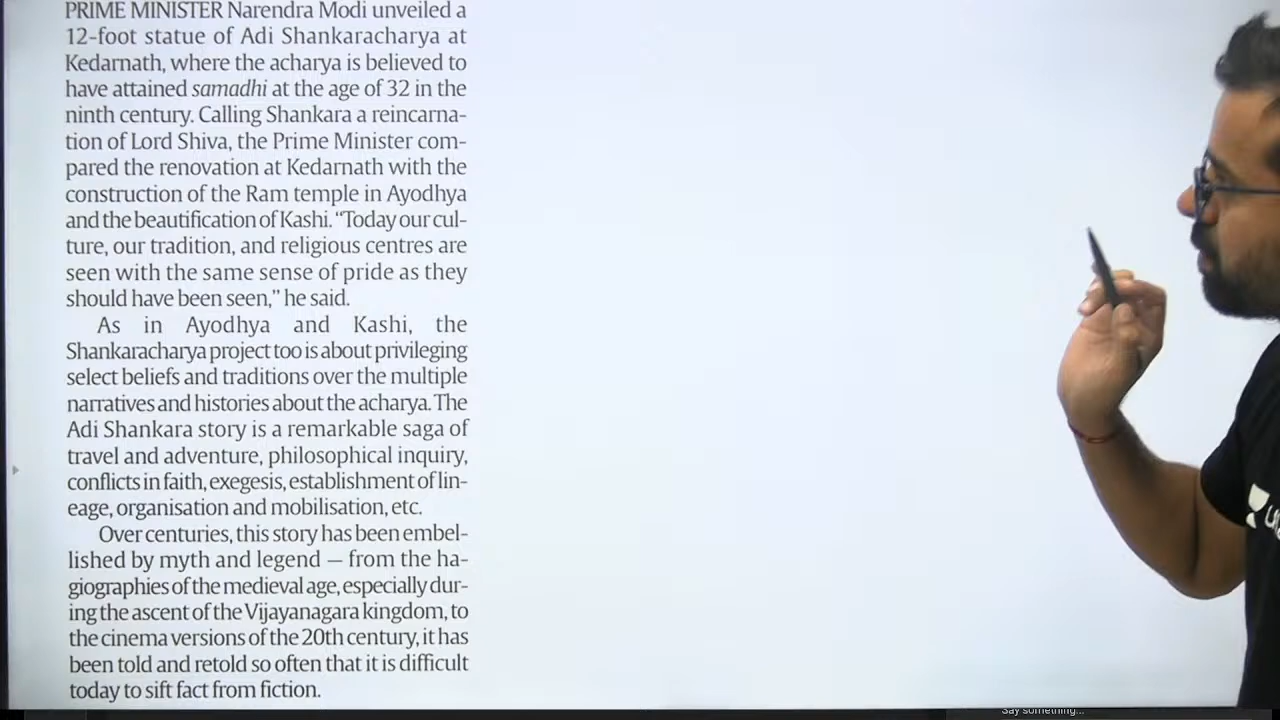 PRIME MINISTER Narendra Modi unveiled a
12-foot statue of Adi Shankaracharya at
Kedarnath, where the acharya is believed to
have attained samadhi at the age of 32 in the
ninth century. Calling Shankara a reincarna-
tion of Lord Shiva, the Prime Minister com-
pared the renovation at Kedarnath with the
construction of the Ram temple in Ayodhya
and the beautification of Kashi. “Today our cul-
ture, our tradition, and religious centres are
seen with the same sense of pride as they
should have been seen,” he said.
As in Ayodhya and Kashi, the
Shankaracharya project too is about privileging
select beliefs and traditions over the multiple
narratives and histories about the acharya. The
Adi Shankara story is a remarkable saga of
travel and adventure, philosophical inquiry,
conflicts in faith, exegesis, establishment of lin-
eage, organisation and mobilisation, etc.
Over centuries, this story has been embel-
lished by myth and legend — from the ha-
giographies of the medieval age, especially dur-
ing the ascent of the Vijayanagara kingdom, to
the cinema versions of the 20th century, it has
been told and retold so often that it is difficult
today to sift fact from fiction.
Say something...